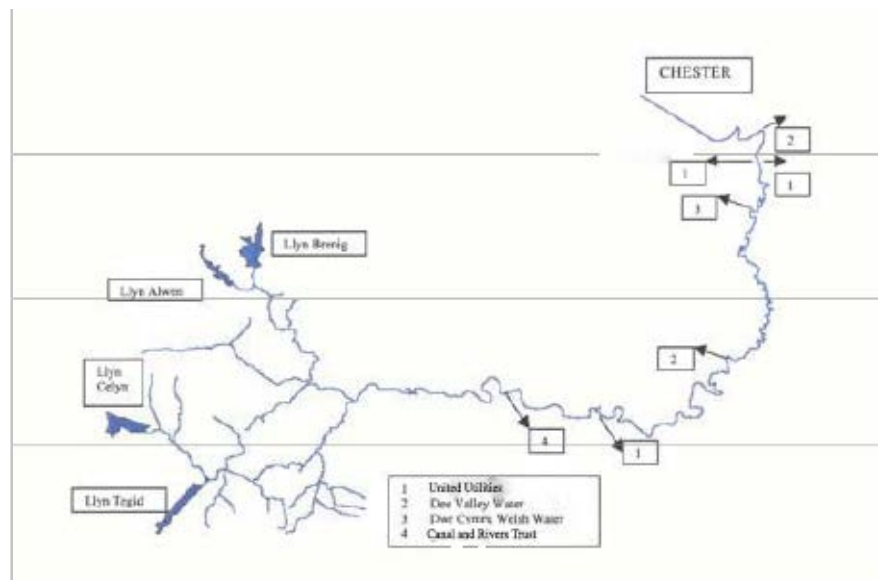 CHESTER
2
1
1
3
Llyn Brenig
Llyn Alwen
2
Llyn
Celyn
4
1
Llyn Tegid
1 United Utilities
2 Dee Valley Water
3 Dwr Cymru Welsh Water
4 Canal and Rivers Trust